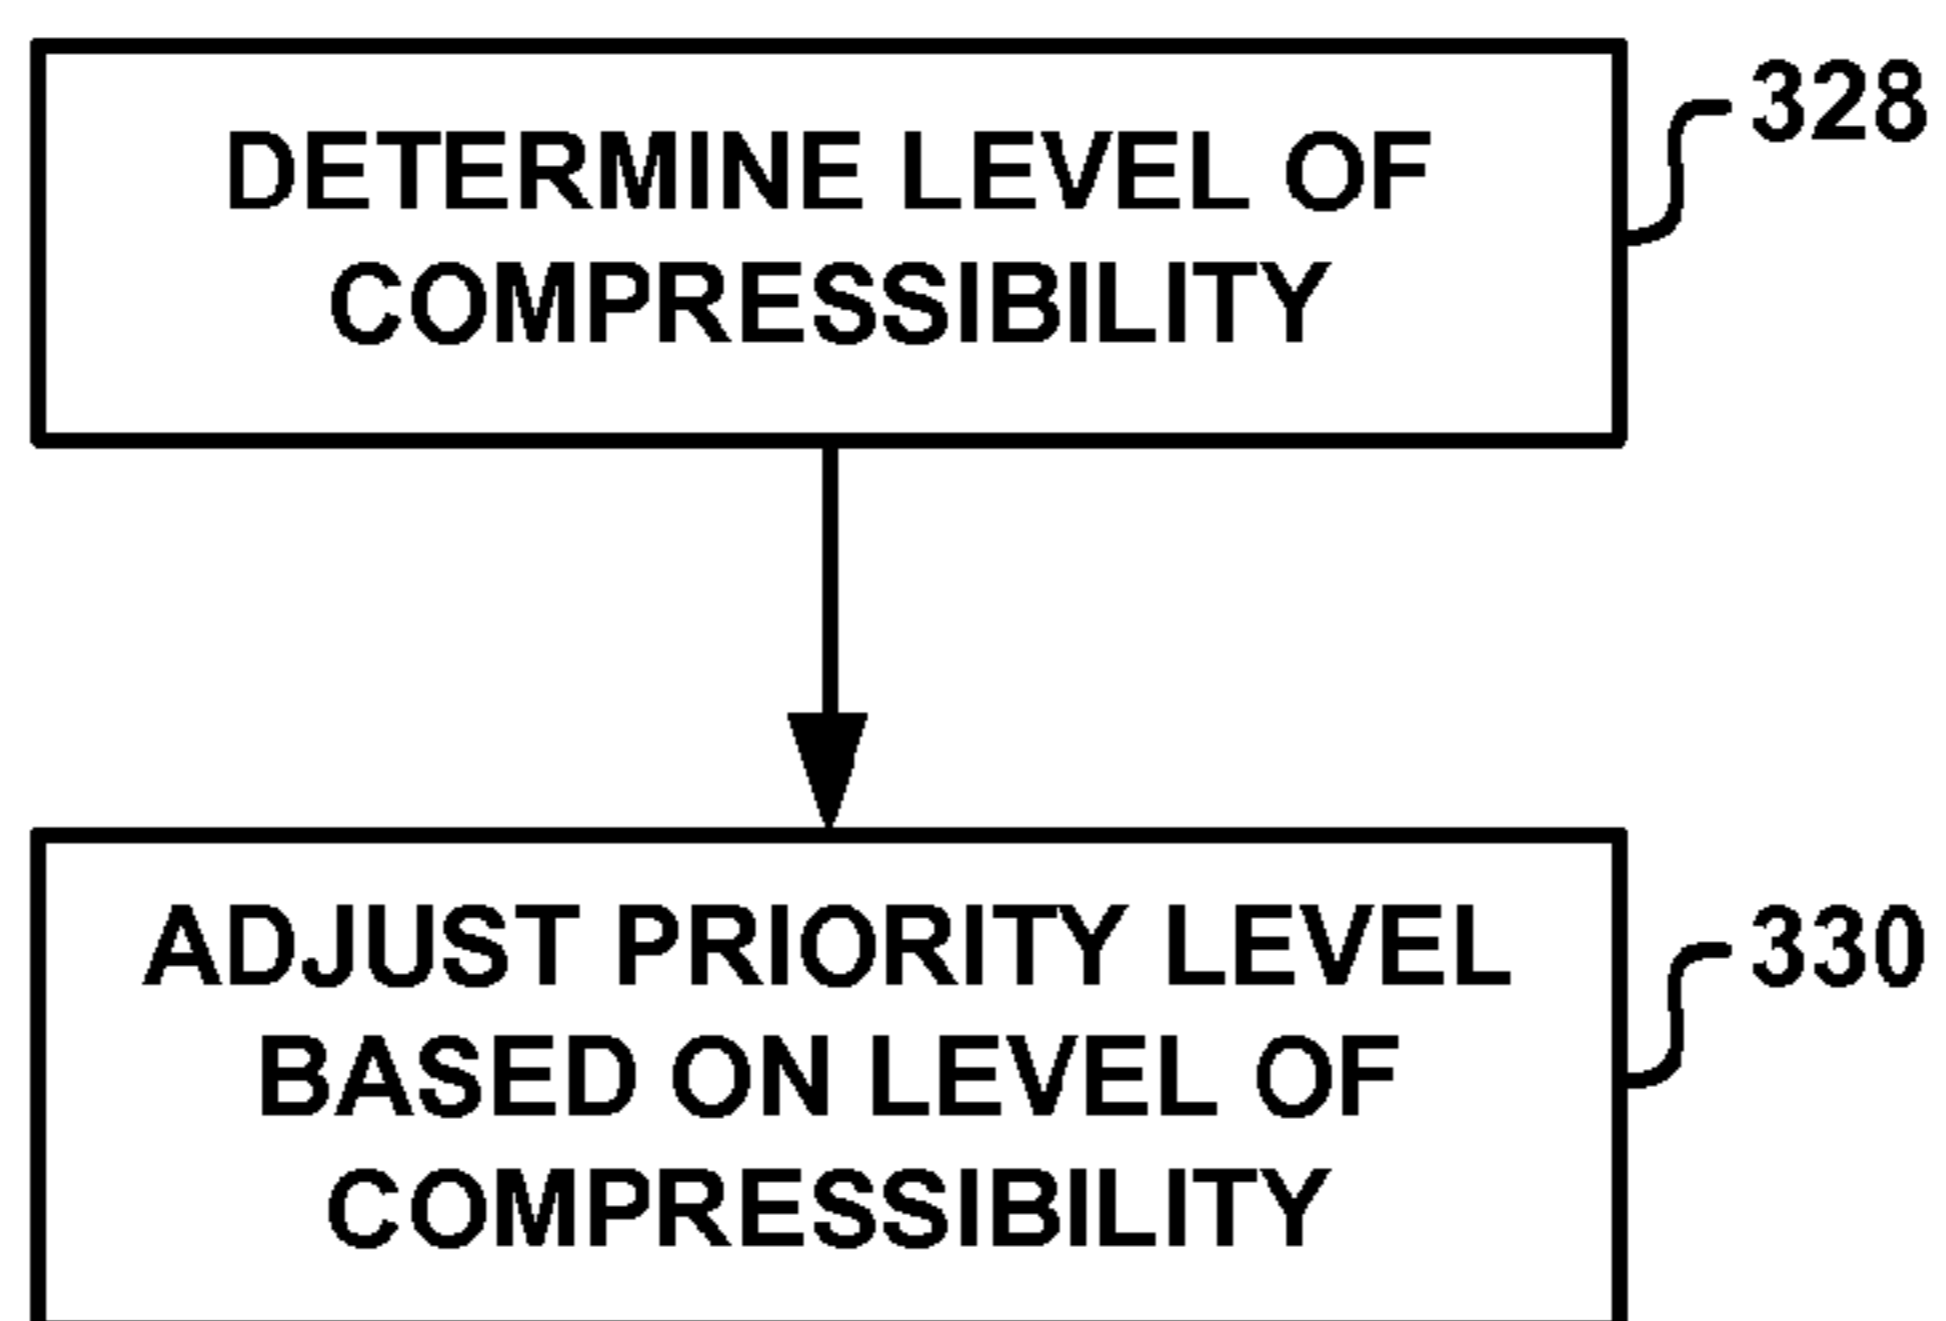 DETERMINE LEVEL OF
COMPRESSIBILITY
328
ADJUST PRIORITY LEVEL
BASED ON LEVEL OF
COMPRESSIBILITY
330